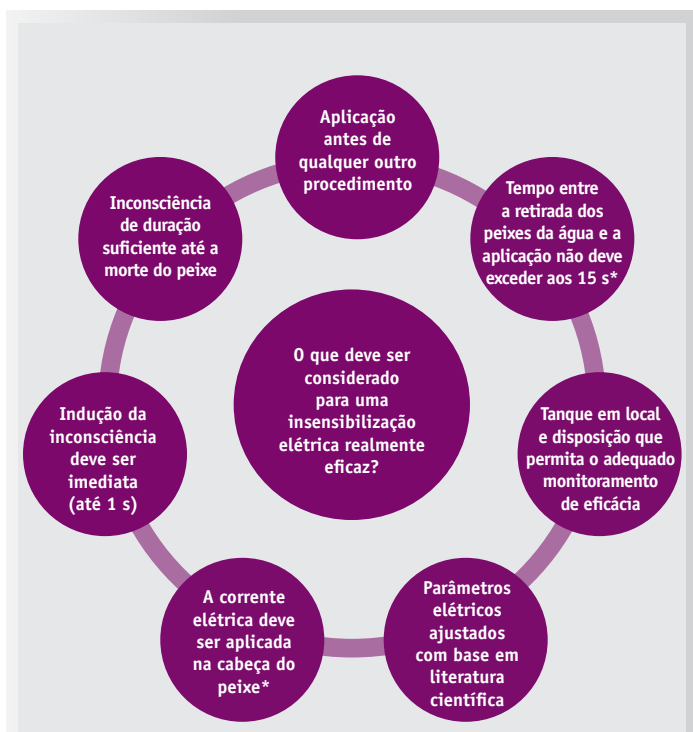 Aplicação
antes de
qualquer outro
procedimento
Tempo entre
a retirada dos
peixes da água e a
aplicação não deve
exceder aos 15 s*
Tanque em local
e disposição que
permita o adequado
monitoramento
de eficácia
Parâmetros
elétricos
ajustados
com base em
literatura
científica
A corrente
elétrica deve
ser aplicada
na cabeça do
peixe*
Indução da
inconsciência
deve ser
imediata
(até 1 s)
Inconsciência
de duração
suficiente até a
morte do peixe
O que deve ser
considerado
para uma
insensibilização
elétrica realmente
eficaz?